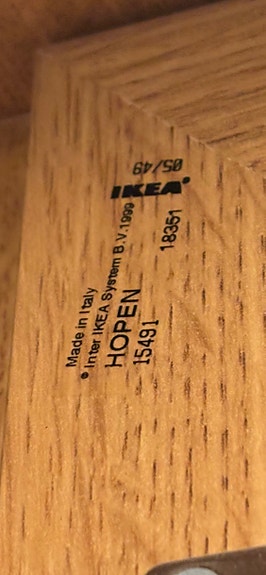 Made in Italy
© Inter IKEA System B.V.1999
HOPEN
15491
IKEA®
18351
05/49